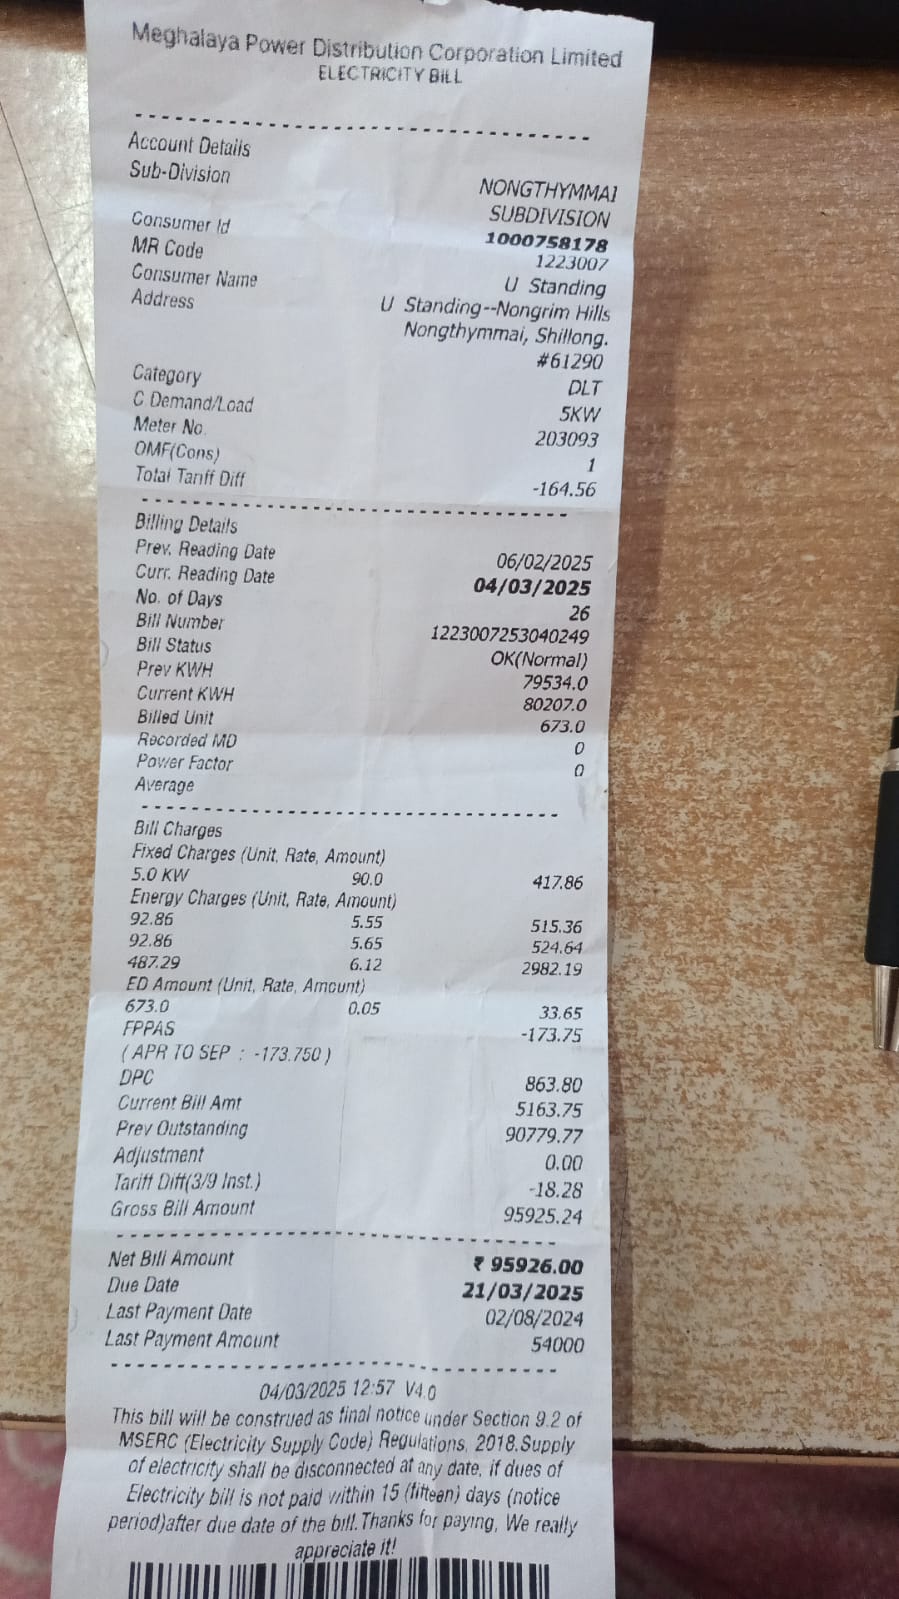 Meghalaya Power Distribution Corporation Limited
ELECTRICITY BILL
Account Details
Sub-Division NONGTHYMMAI
SUBDIVISION
Consumer Id 1000758178
MR Code 1223007
Consumer Name U Standing
Address U Standing--Nongrim Hills
Nongthymmai, Shillong.
#61290
Category DLT
C.Demand/Load 5KW
Meter No. 203093
OMF(Cons) 1
Total Tariff Diff -164.56
Billing Details
Prev. Reading Date 06/02/2025
Curr. Reading Date 04/03/2025
No. of Days 26
Bill Number 1223007253040249
Bill Status OK(Normal)
Prev KWH 79534.0
Current KWH 80207.0
Billed Unit 673.0
Recorded MD 0
Power Factor 0
Average
Bill Charges
Fixed Charges (Unit, Rate, Amount)
5.0 KW 90.0 417.86
Energy Charges (Unit, Rate, Amount)
92.86 5.55 515.36
92.86 5.65 524.64
487.29 6.12 2982.19
ED Amount (Unit, Rate, Amount)
673.0 0.05 33.65
FPPAS -173.75
( APR TO SEP : -173.750 )
DPC 863.80
Current Bill Amt 5163.75
Prev Outstanding 90779.77
Adjustment 0.00
Tariff Diff(3/9 Inst.) -18.28
Gross Bill Amount 95925.24
Net Bill Amount ₹ 95926.00
Due Date 21/03/2025
Last Payment Date 02/08/2024
Last Payment Amount 54000
04/03/2025 12:57 V4.0
This bill will be construed as final notice under Section 9.2 of
MSERC (Electricity Supply Code) Regulations, 2018.Supply
of electricity shall be disconnected at any date, if dues of
Electricity bill is not paid within 15 (fifteen) days (notice
period)after due date of the bill.Thanks for paying, We really
appreciate it!